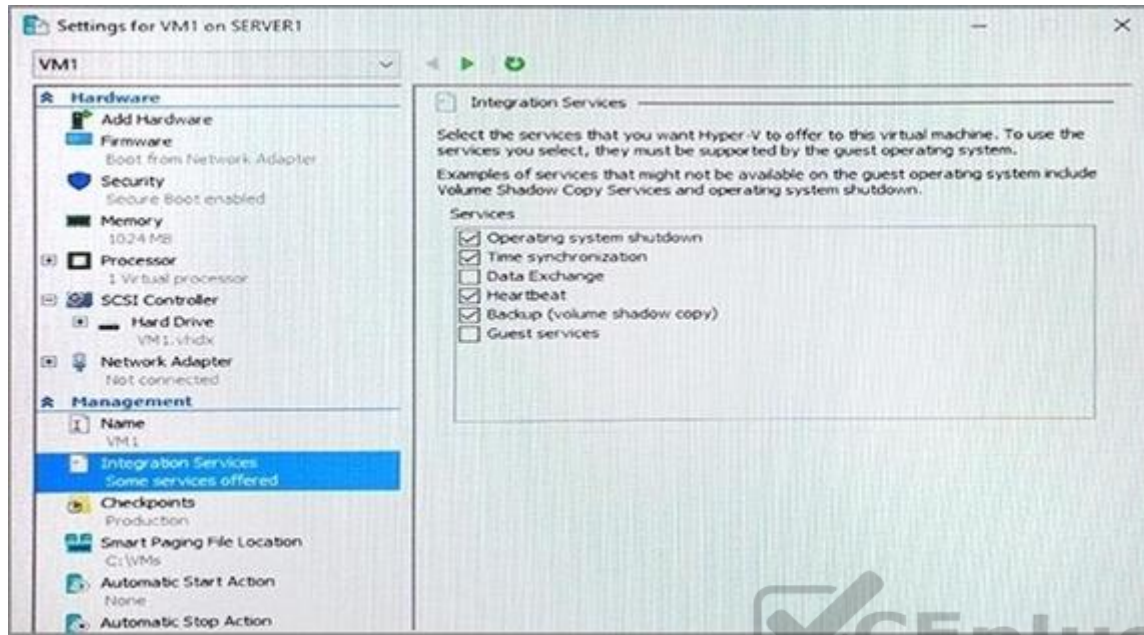 Settings for VM1 on SERVER1
VM1
Hardware
Add Hardware
Firmware
Boot from Network Adapter
Security
Secure Boot enabled
Memory
1024 MB
Processor
1 Virtual processor
SCSI Controller
Hard Drive
VM1.vhdx
Network Adapter
Not connected
Management
Name
VM1
Integration Services
Some services offered
Checkpoints
Production
Smart Paging File Location
C:\VMs
Automatic Start Action
None
Automatic Stop Action
Integration Services
Select the services that you want Hyper-V to offer to this virtual machine. To use the
services you select, they must be supported by the guest operating system.
Examples of services that might not be available on the guest operating system include
Volume Shadow Copy Services and operating system shutdown.
Services
Operating system shutdown
Time synchronization
Data Exchange
Heartbeat
Backup (volume shadow copy)
Guest services